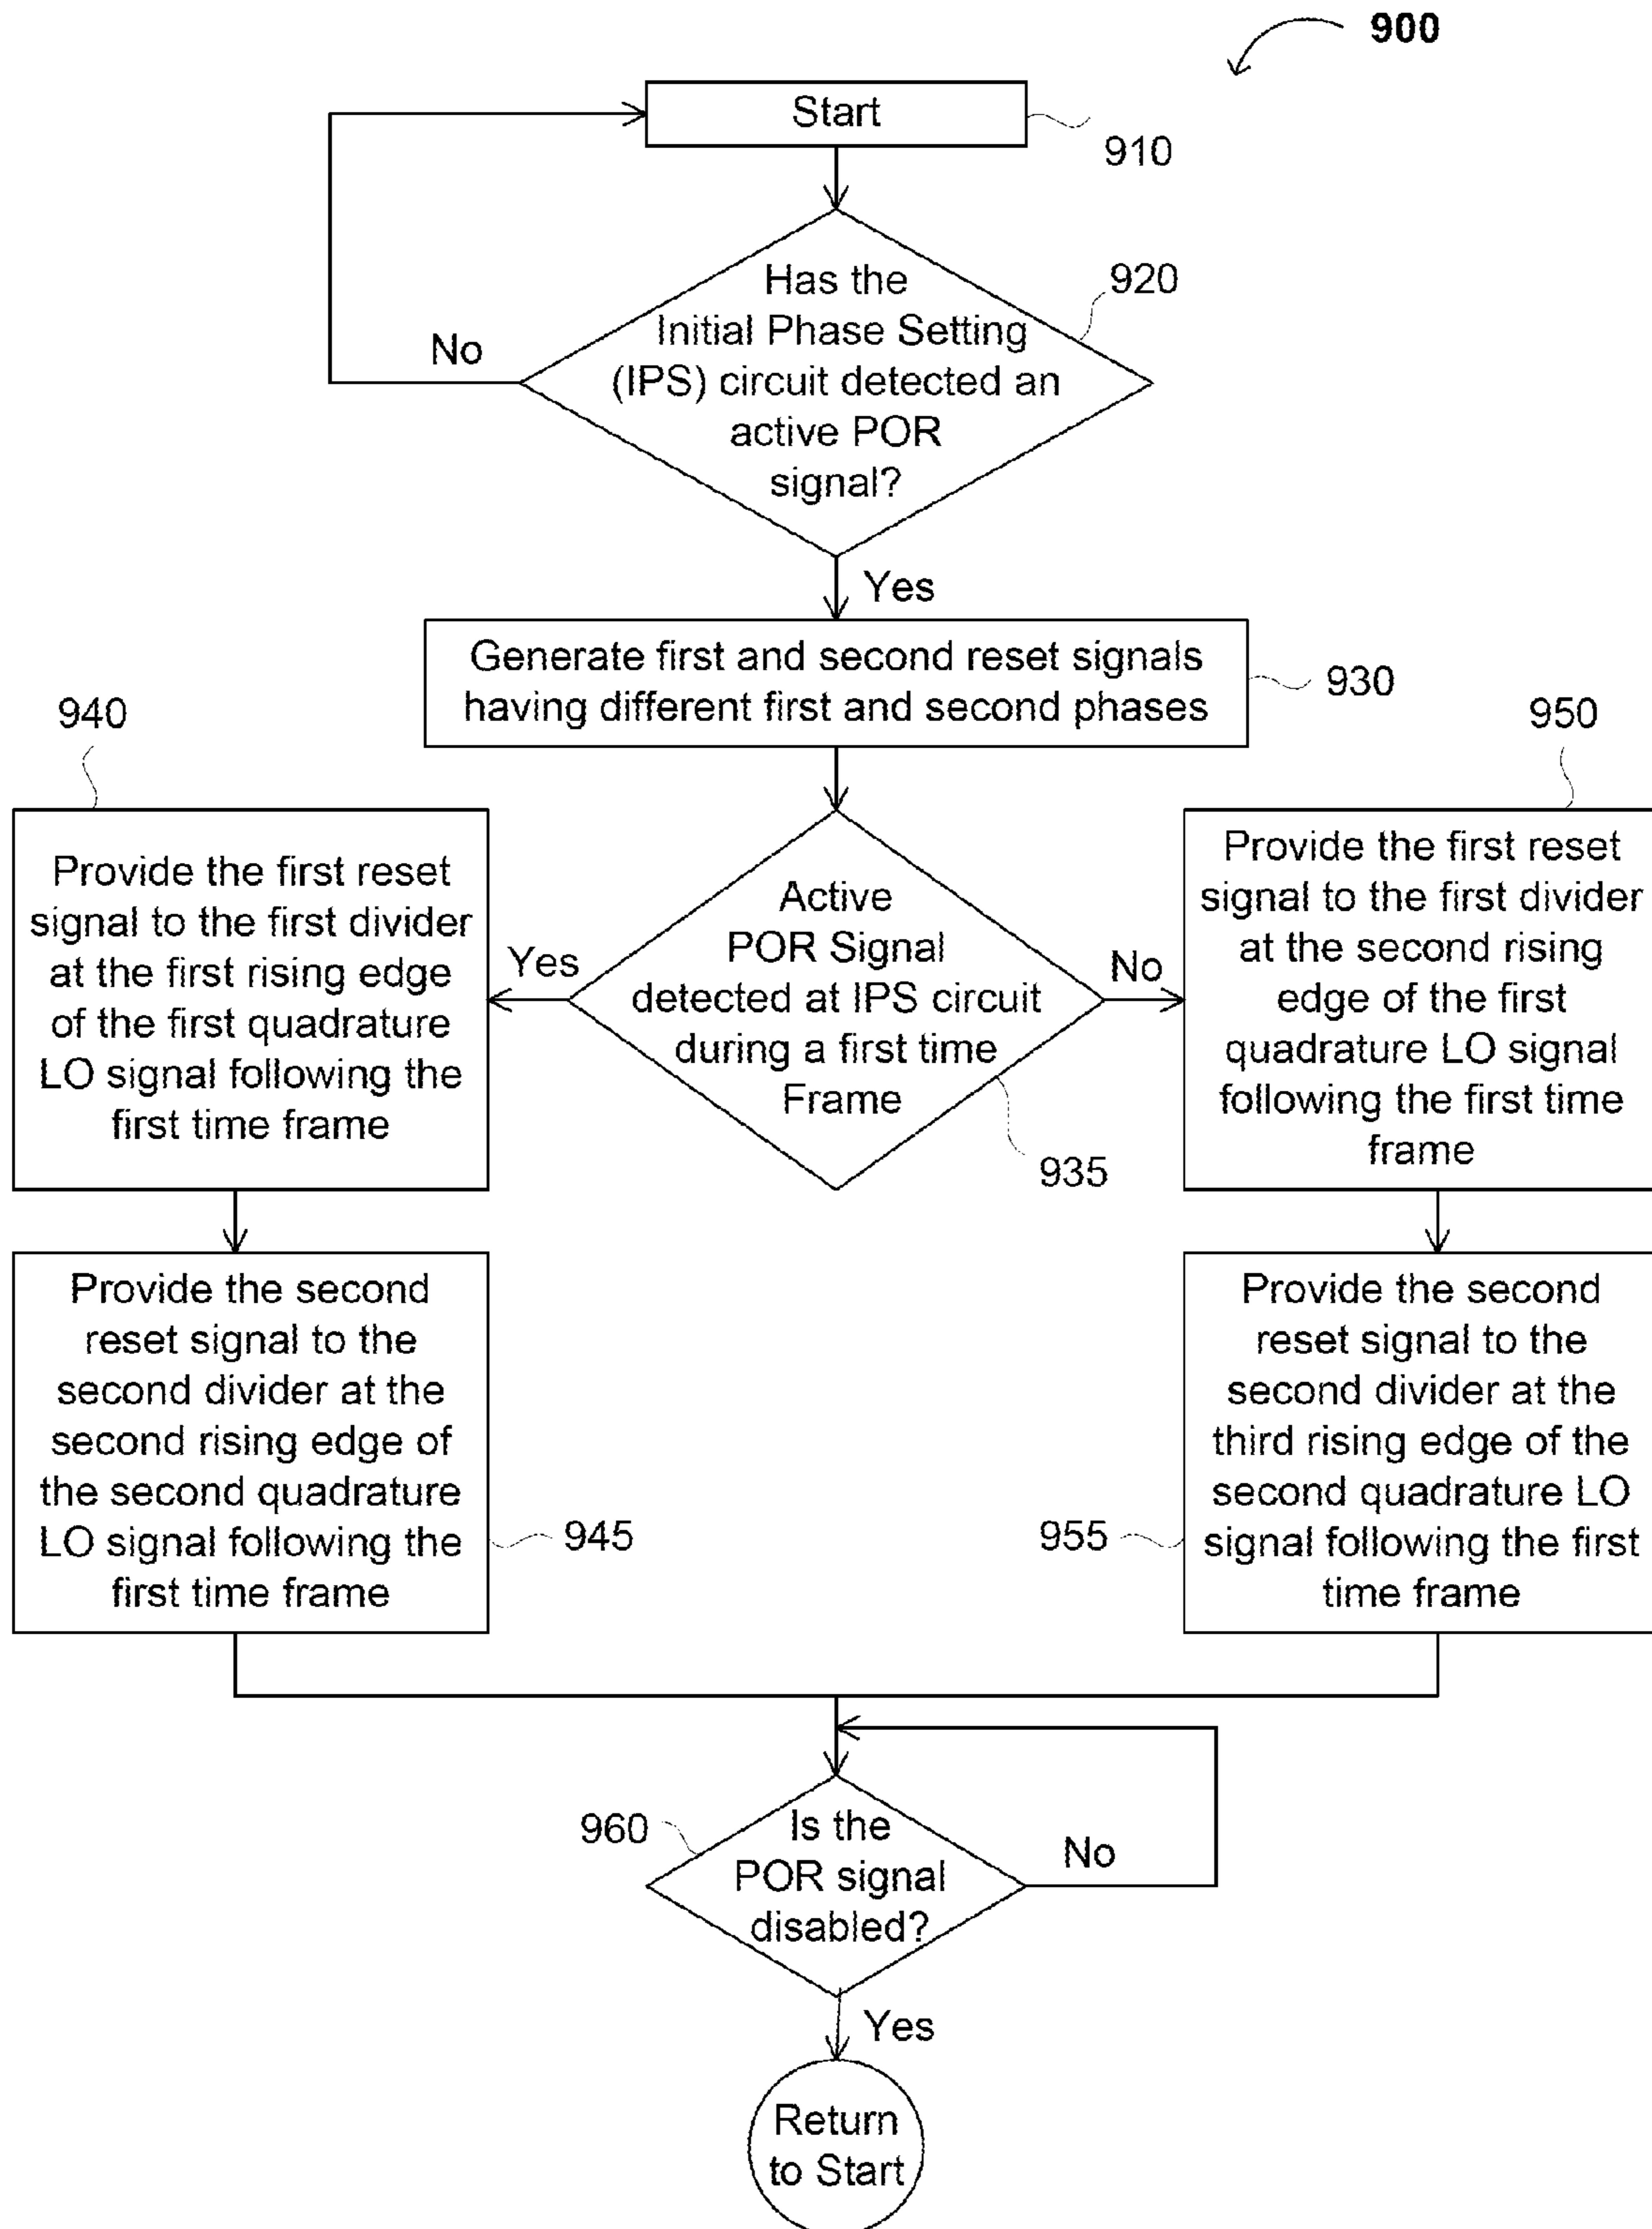 900
Start
910
Has the
Initial Phase Setting
(IPS) circuit detected an
active POR
signal?
920
No
Yes
Generate first and second reset signals
having different first and second phases
930
940
950
Provide the first reset
signal to the first divider
at the first rising edge
of the first quadrature
LO signal following the
first time frame
Yes
Active
POR Signal
detected at IPS circuit
during a first time
Frame
No
935
Provide the first reset
signal to the first divider
at the second rising
edge of the first
quadrature LO signal
following the first time
frame
Provide the second
reset signal to the
second divider at the
second rising edge of
the second quadrature
LO signal following the
first time frame
945
955
Provide the second
reset signal to the
second divider at the
third rising edge of the
second quadrature LO
signal following the first
time frame
960
Is the
POR signal
disabled?
No
Yes
Return
to Start